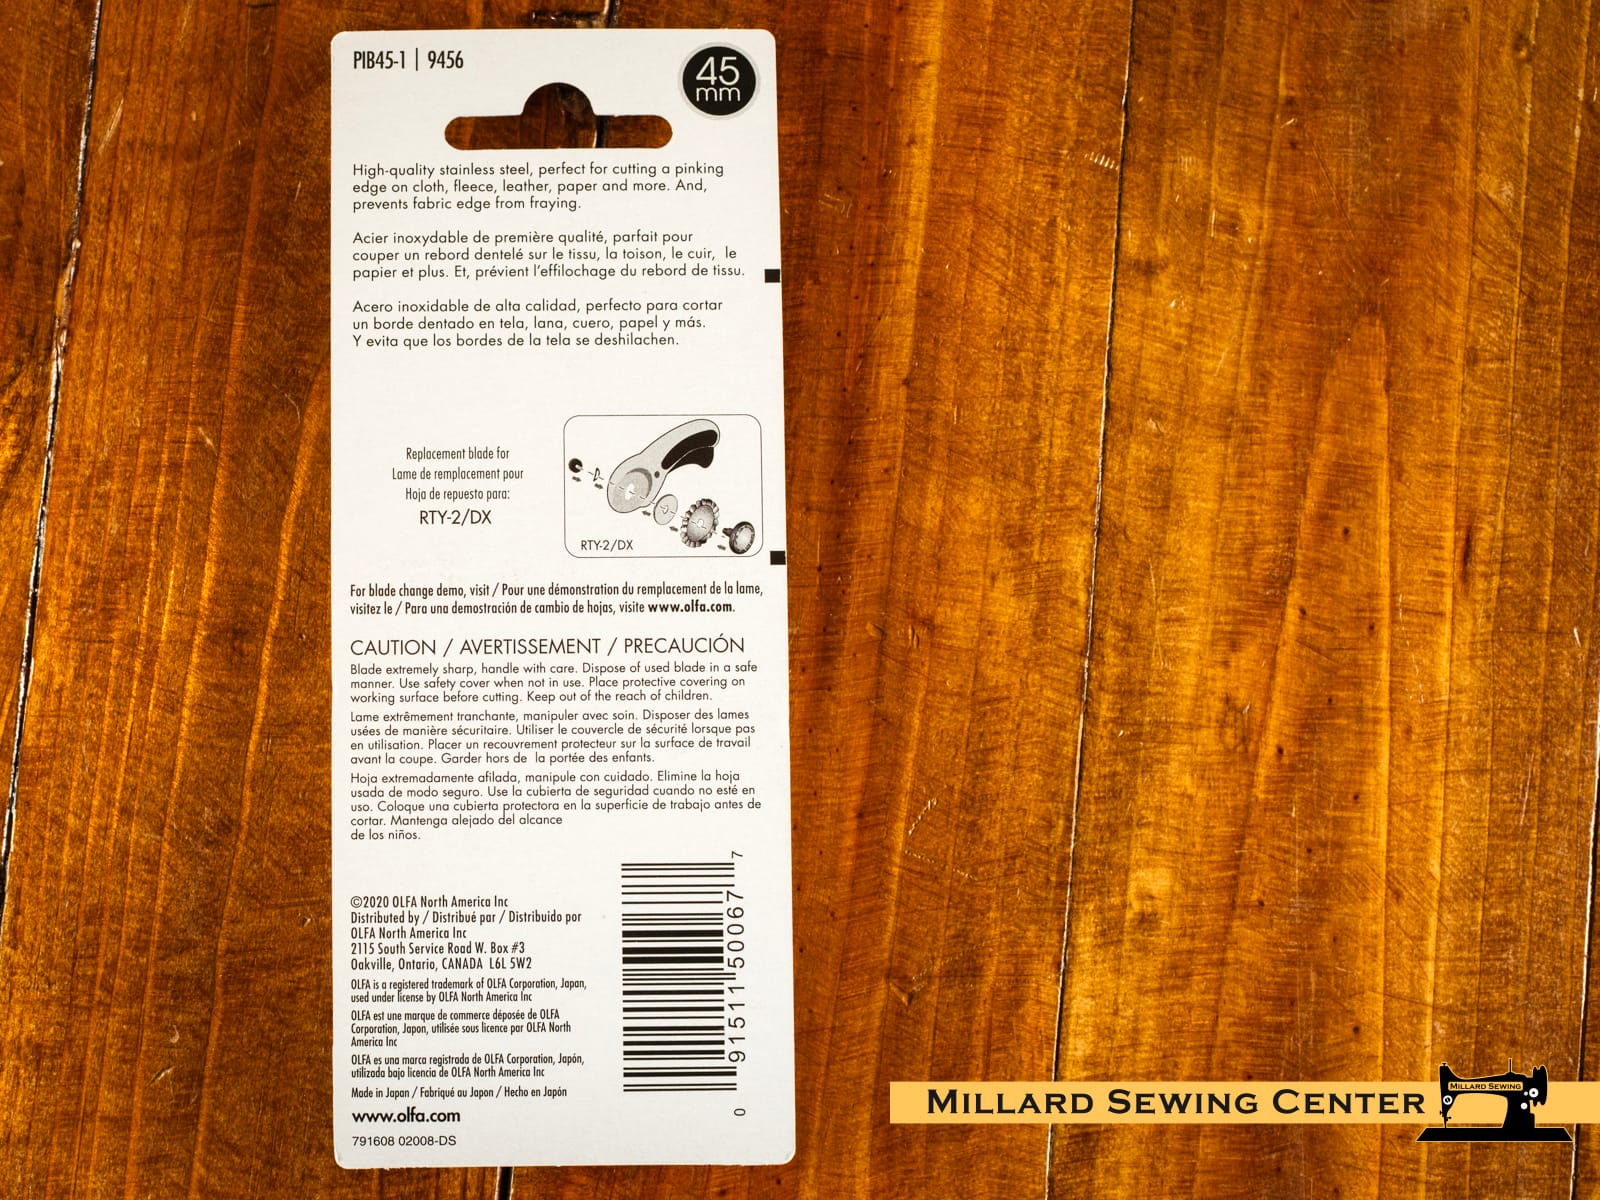 PIB45-1 | 9456
45
mm
High-quality stainless steel, perfect for cutting a pinking
edge on cloth, fleece, leather, paper and more. And,
prevents fabric edge from fraying.
Acier inoxydable de première qualité, parfait pour
couper un rebord dentelé sur le tissu, la toison, le cuir, le
papier et plus. Et, prévient l'effilochage du rebord de tissu.
Acero inoxidable de alta calidad, perfecto para cortar
un borde dentado en tela, lana, cuero, papel y más.
Y evita que los bordes de la tela se deshilachen.
Replacement blade for
Lame de remplacement pour
Hoja de repuesto para:
RTY-2/DX
RTY-2/DX
For blade change demo, visit / Pour une démonstration du remplacement de la lame,
visitez le / Para una demostración de cambio de hojas, visite www.olfa.com.
CAUTION / AVERTISSEMENT / PRECAUCIÓN
Blade extremely sharp, handle with care. Dispose of used blade in a safe
manner. Use safety cover when not in use. Place protective covering on
working surface before cutting. Keep out of the reach of children.
Lame extrêmement tranchante, manipuler avec soin. Disposer des lames
usées de manière sécuritaire. Utiliser le couvercle de sécurité lorsque pas
en utilisation. Placer un recouvrement protecteur sur la surface de travail
avant la coupe. Garder hors de la portée des enfants.
Hoja extremadamente afilada, manipule con cuidado. Elimine la hoja
usada de modo seguro. Use la cubierta de seguridad cuando no esté en
uso. Coloque una cubierta protectora en la superficie de trabajo antes de
cortar. Mantenga alejado del alcance
de los niños.
©2020 OLFA North America Inc
Distributed by / Distribué par / Distribuido por
OLFA North America Inc
2115 South Service Road W. Box #3
Oakville, Ontario, CANADA L6L 5W2
OLFA is a registered trademark of OLFA Corporation, Japan,
used under license by OLFA North America Inc
OLFA est une marque de commerce déposée de OLFA
Corporation, Japon, utilisée sous licence par OLFA North
America Inc
OLFA es una marca registrada de OLFA Corporation, Japón,
utilizada bajo licencia de OLFA North America Inc
Made in Japan / Fabriqué au Japon / Hecho en Japón
www.olfa.com
791608 02008-DS
0 91511 50067 7
MILLARD SEWING CENTER
MILLARD SEWING